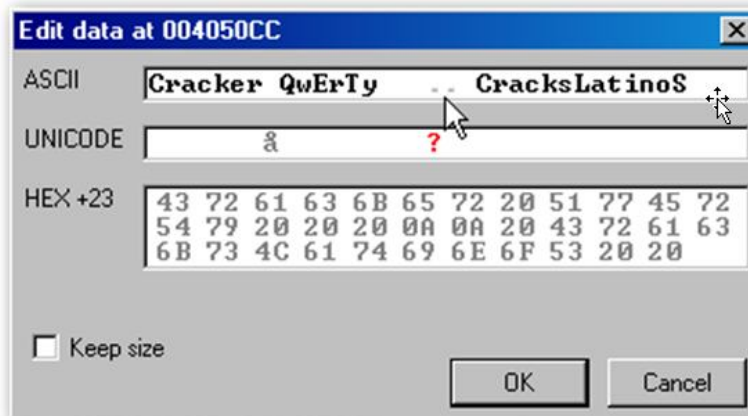 Edit data at 004050CC
ASCII
Cracker QwErTy   .. CracksLatinoS
UNICODE
å ?
HEX +23
43 72 61 63 6B 65 72 20 51 77 45 72
54 79 20 20 20 0A 0A 20 43 72 61 63
6B 73 4C 61 74 69 6E 6F 53 20 20
Keep size
OK
Cancel